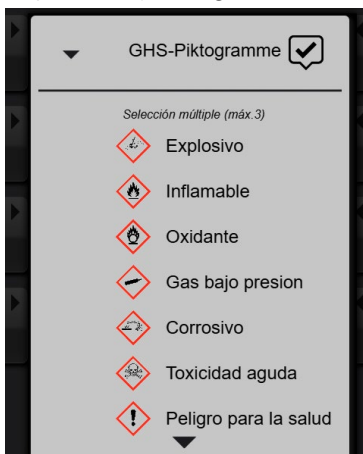 GHS-Piktogramme
Selección múltiple (máx.3)
Explosivo
Inflamable
Oxidante
Gas bajo presion
Corrosivo
Toxicidad aguda
Peligro para la salud